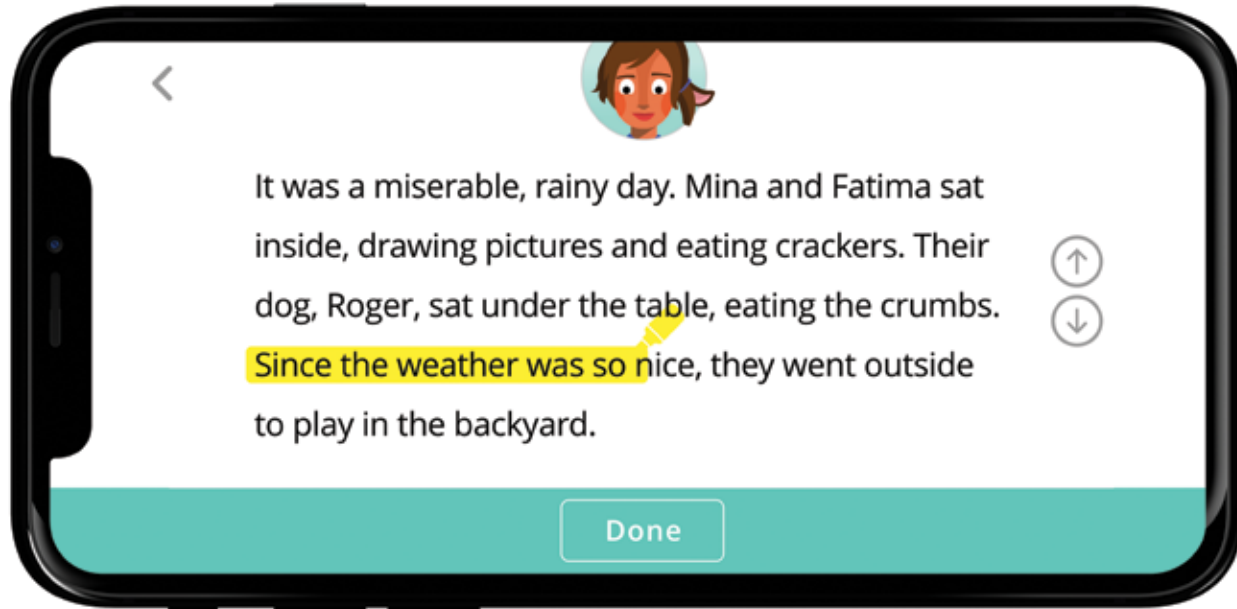 It was a miserable, rainy day. Mina and Fatima sat
inside, drawing pictures and eating crackers. Their
dog, Roger, sat under the table, eating the crumbs.
Since the weather was so nice, they went outside
to play in the backyard.
Done